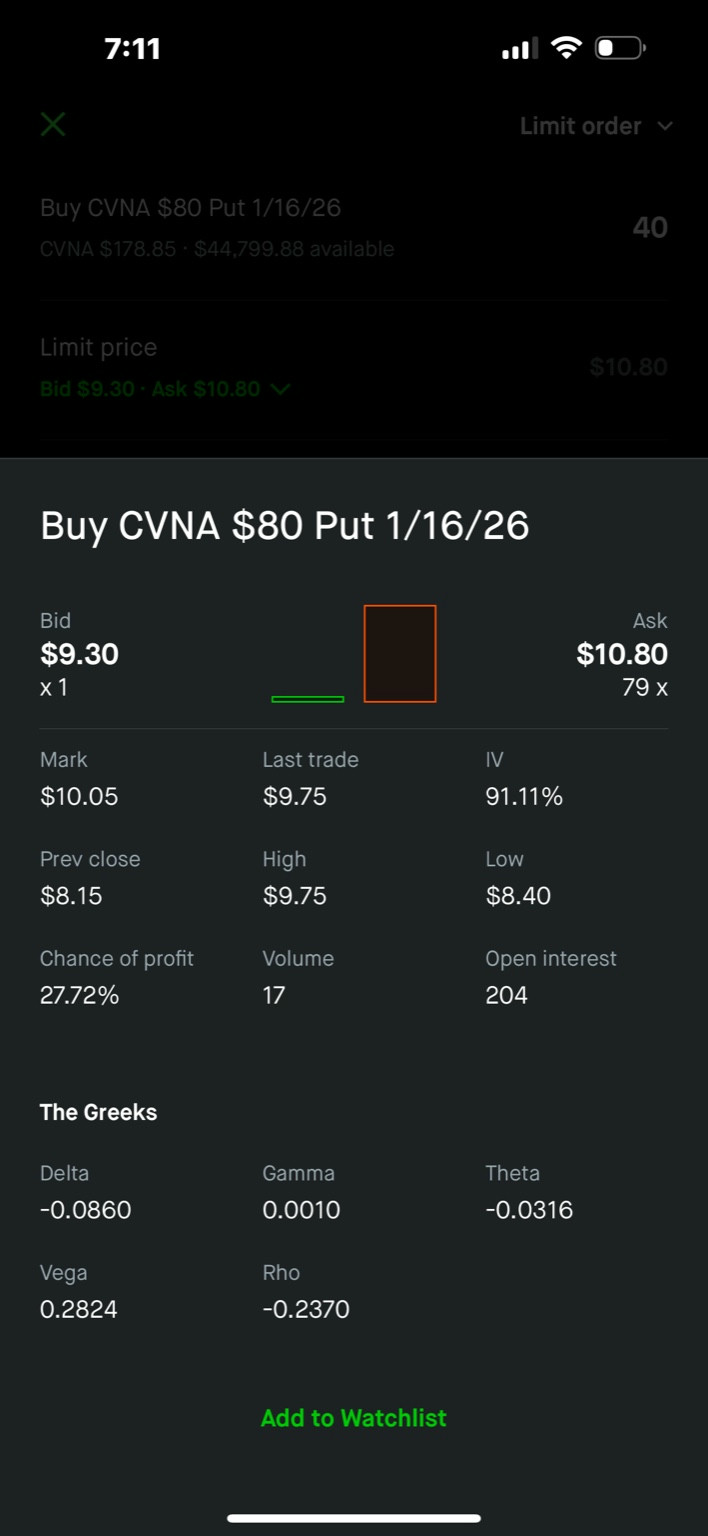 7:11
Limit order
Buy CVNA $80 Put 1/16/26
40
CVNA $178.85 · $44,799.88 available
Limit price
$10.80
Bid $9.30 · Ask $10.80
Buy CVNA $80 Put 1/16/26
Bid Ask
$9.30 $10.80
x 1 79 x
Mark Last trade IV
$10.05 $9.75 91.11%
Prev close High Low
$8.15 $9.75 $8.40
Chance of profit Volume Open interest
27.72% 17 204
The Greeks
Delta Gamma Theta
-0.0860 0.0010 -0.0316
Vega Rho
0.2824 -0.2370
Add to Watchlist